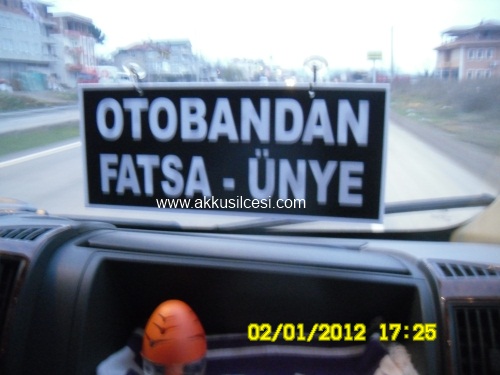 OTOBANDAN
FATSA - ÜNYE
www.akkusilcesi.com
02/01/2012 17:25